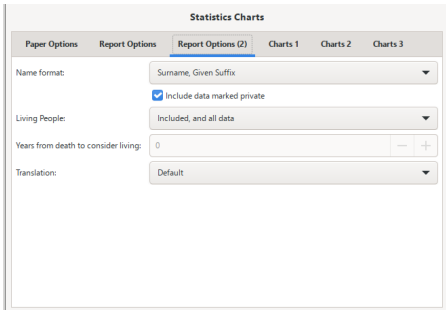 Statistics Charts
Paper Options Report Options Report Options (2) Charts 1 Charts 2 Charts 3
Name format: Surname, Given Suffix
Include data marked private
Living People: Included, and all data
Years from death to consider living: 0
Translation: Default